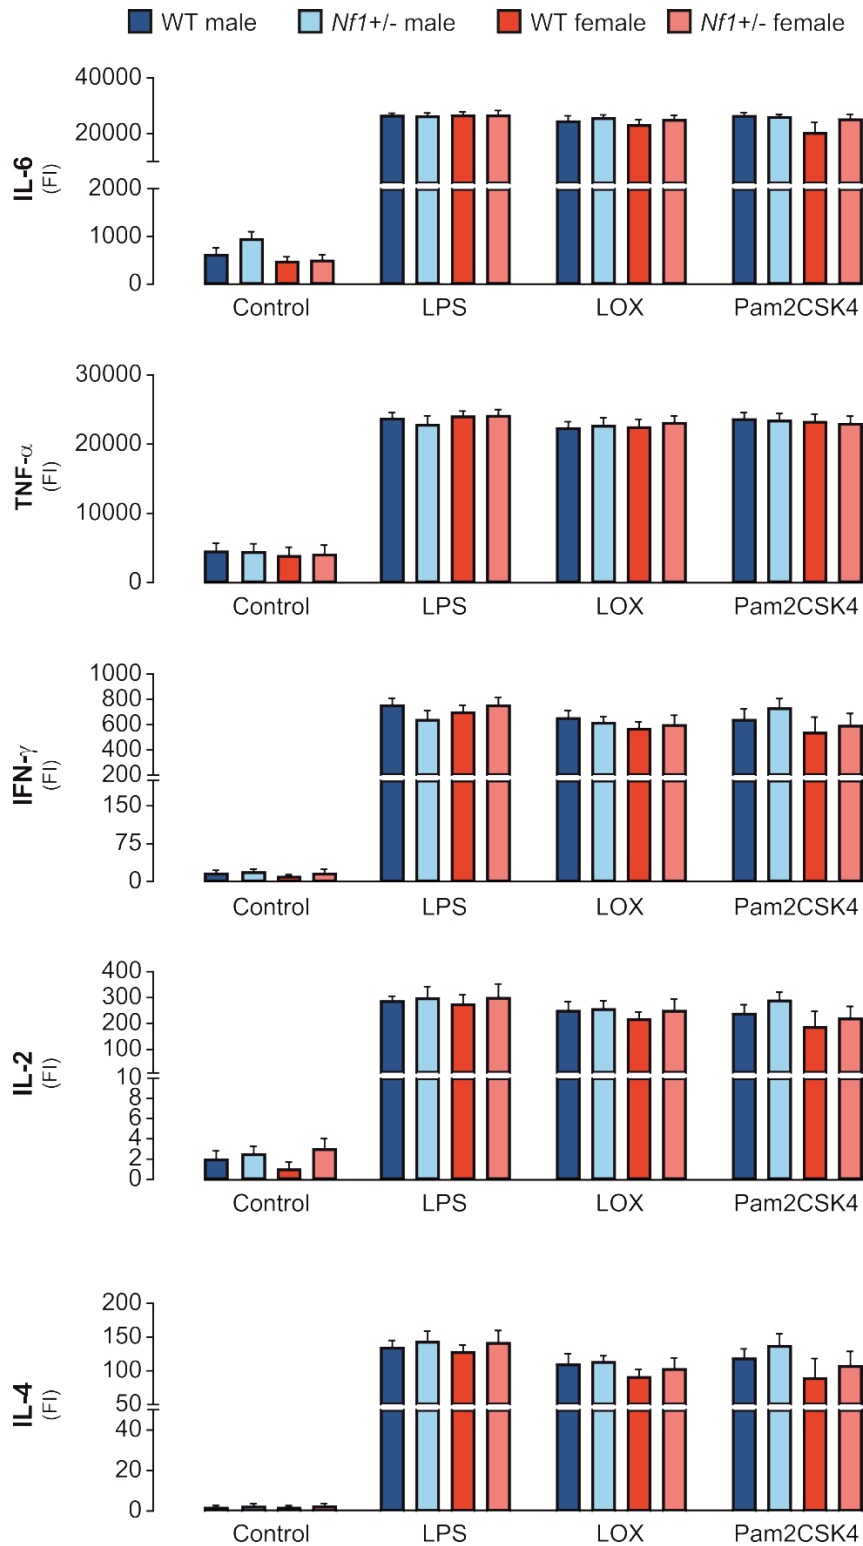 WT male Nf1+/- male WT female Nf1+/- female
IL-6
(FI)
40000
20000
2000
1000
0
Control LPS LOX Pam2CSK4
TNF-α
(FI)
30000
20000
10000
0
Control LPS LOX Pam2CSK4
IFN-γ
(FI)
1000
800
600
400
200
150
75
0
Control LPS LOX Pam2CSK4
IL-2
(FI)
400
300
200
100
10
8
6
4
2
0
Control LPS LOX Pam2CSK4
IL-4
(FI)
200
150
100
50
40
20
0
Control LPS LOX Pam2CSK4